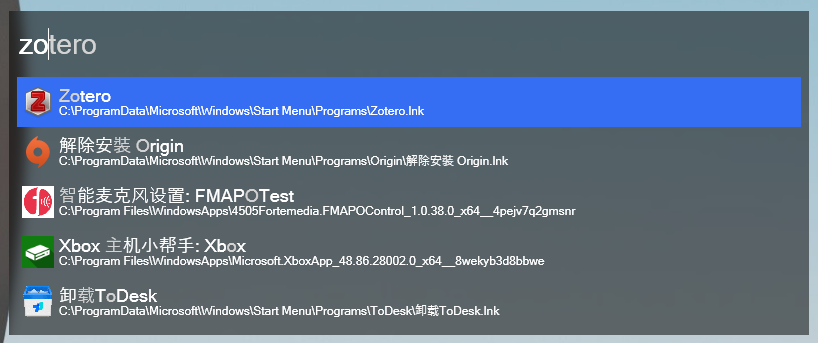 zotero
Zotero
C:\ProgramData\Microsoft\Windows\Start Menu\Programs\Zotero.lnk
解除安裝 Origin
C:\ProgramData\Microsoft\Windows\Start Menu\Programs\Origin\解除安裝 Origin.lnk
智能麦克风设置: FMAPOTest
C:\Program Files\WindowsApps\4505Fortemedia.FMAPOControl_1.0.38.0_x64__4pejv7q2gmsnr
Xbox 主机小帮手: Xbox
C:\Program Files\WindowsApps\Microsoft.XboxApp_48.86.28002.0_x64__8wekyb3d8bbwe
卸载ToDesk
C:\ProgramData\Microsoft\Windows\Start Menu\Programs\ToDesk\卸载ToDesk.lnk